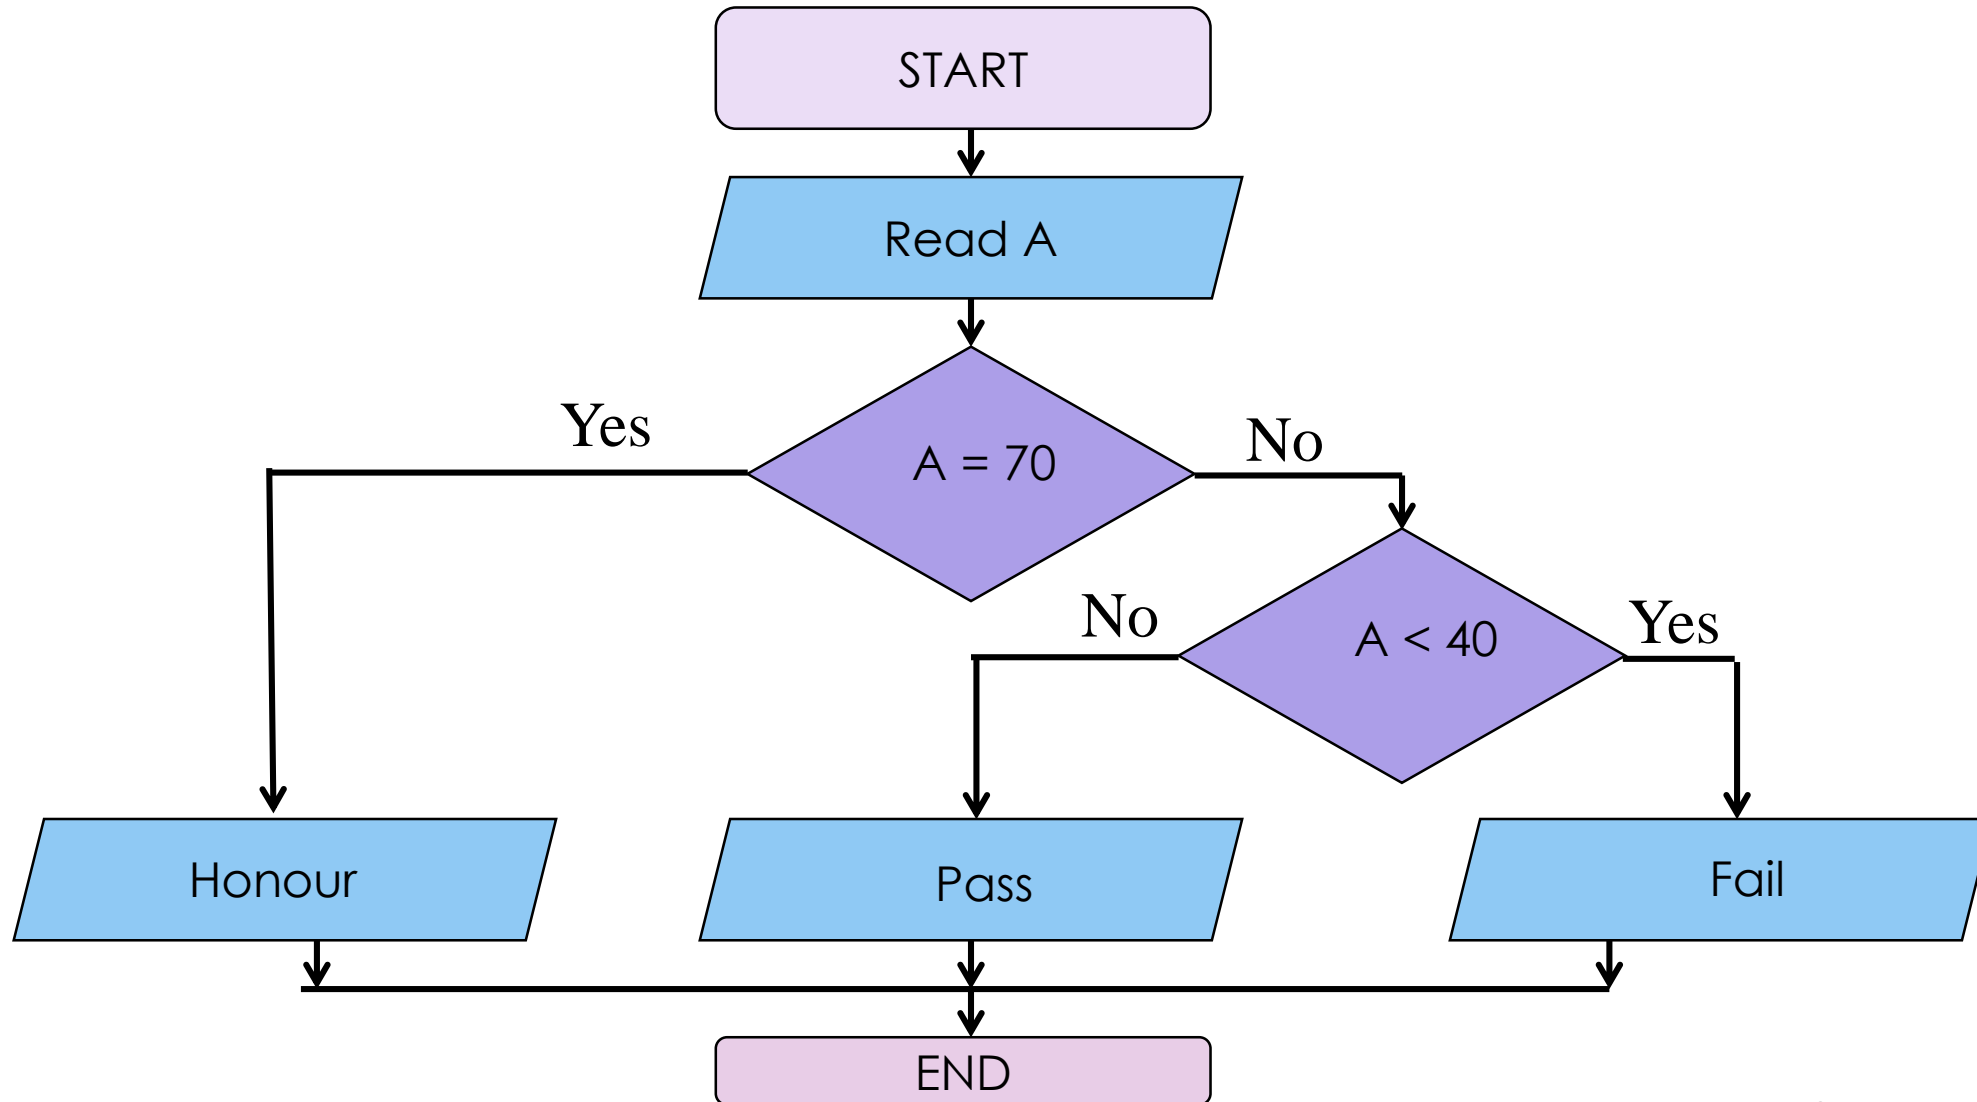 START
Read A
Yes
A = 70
No
No
A < 40
Yes
Honour
Pass
Fail
END